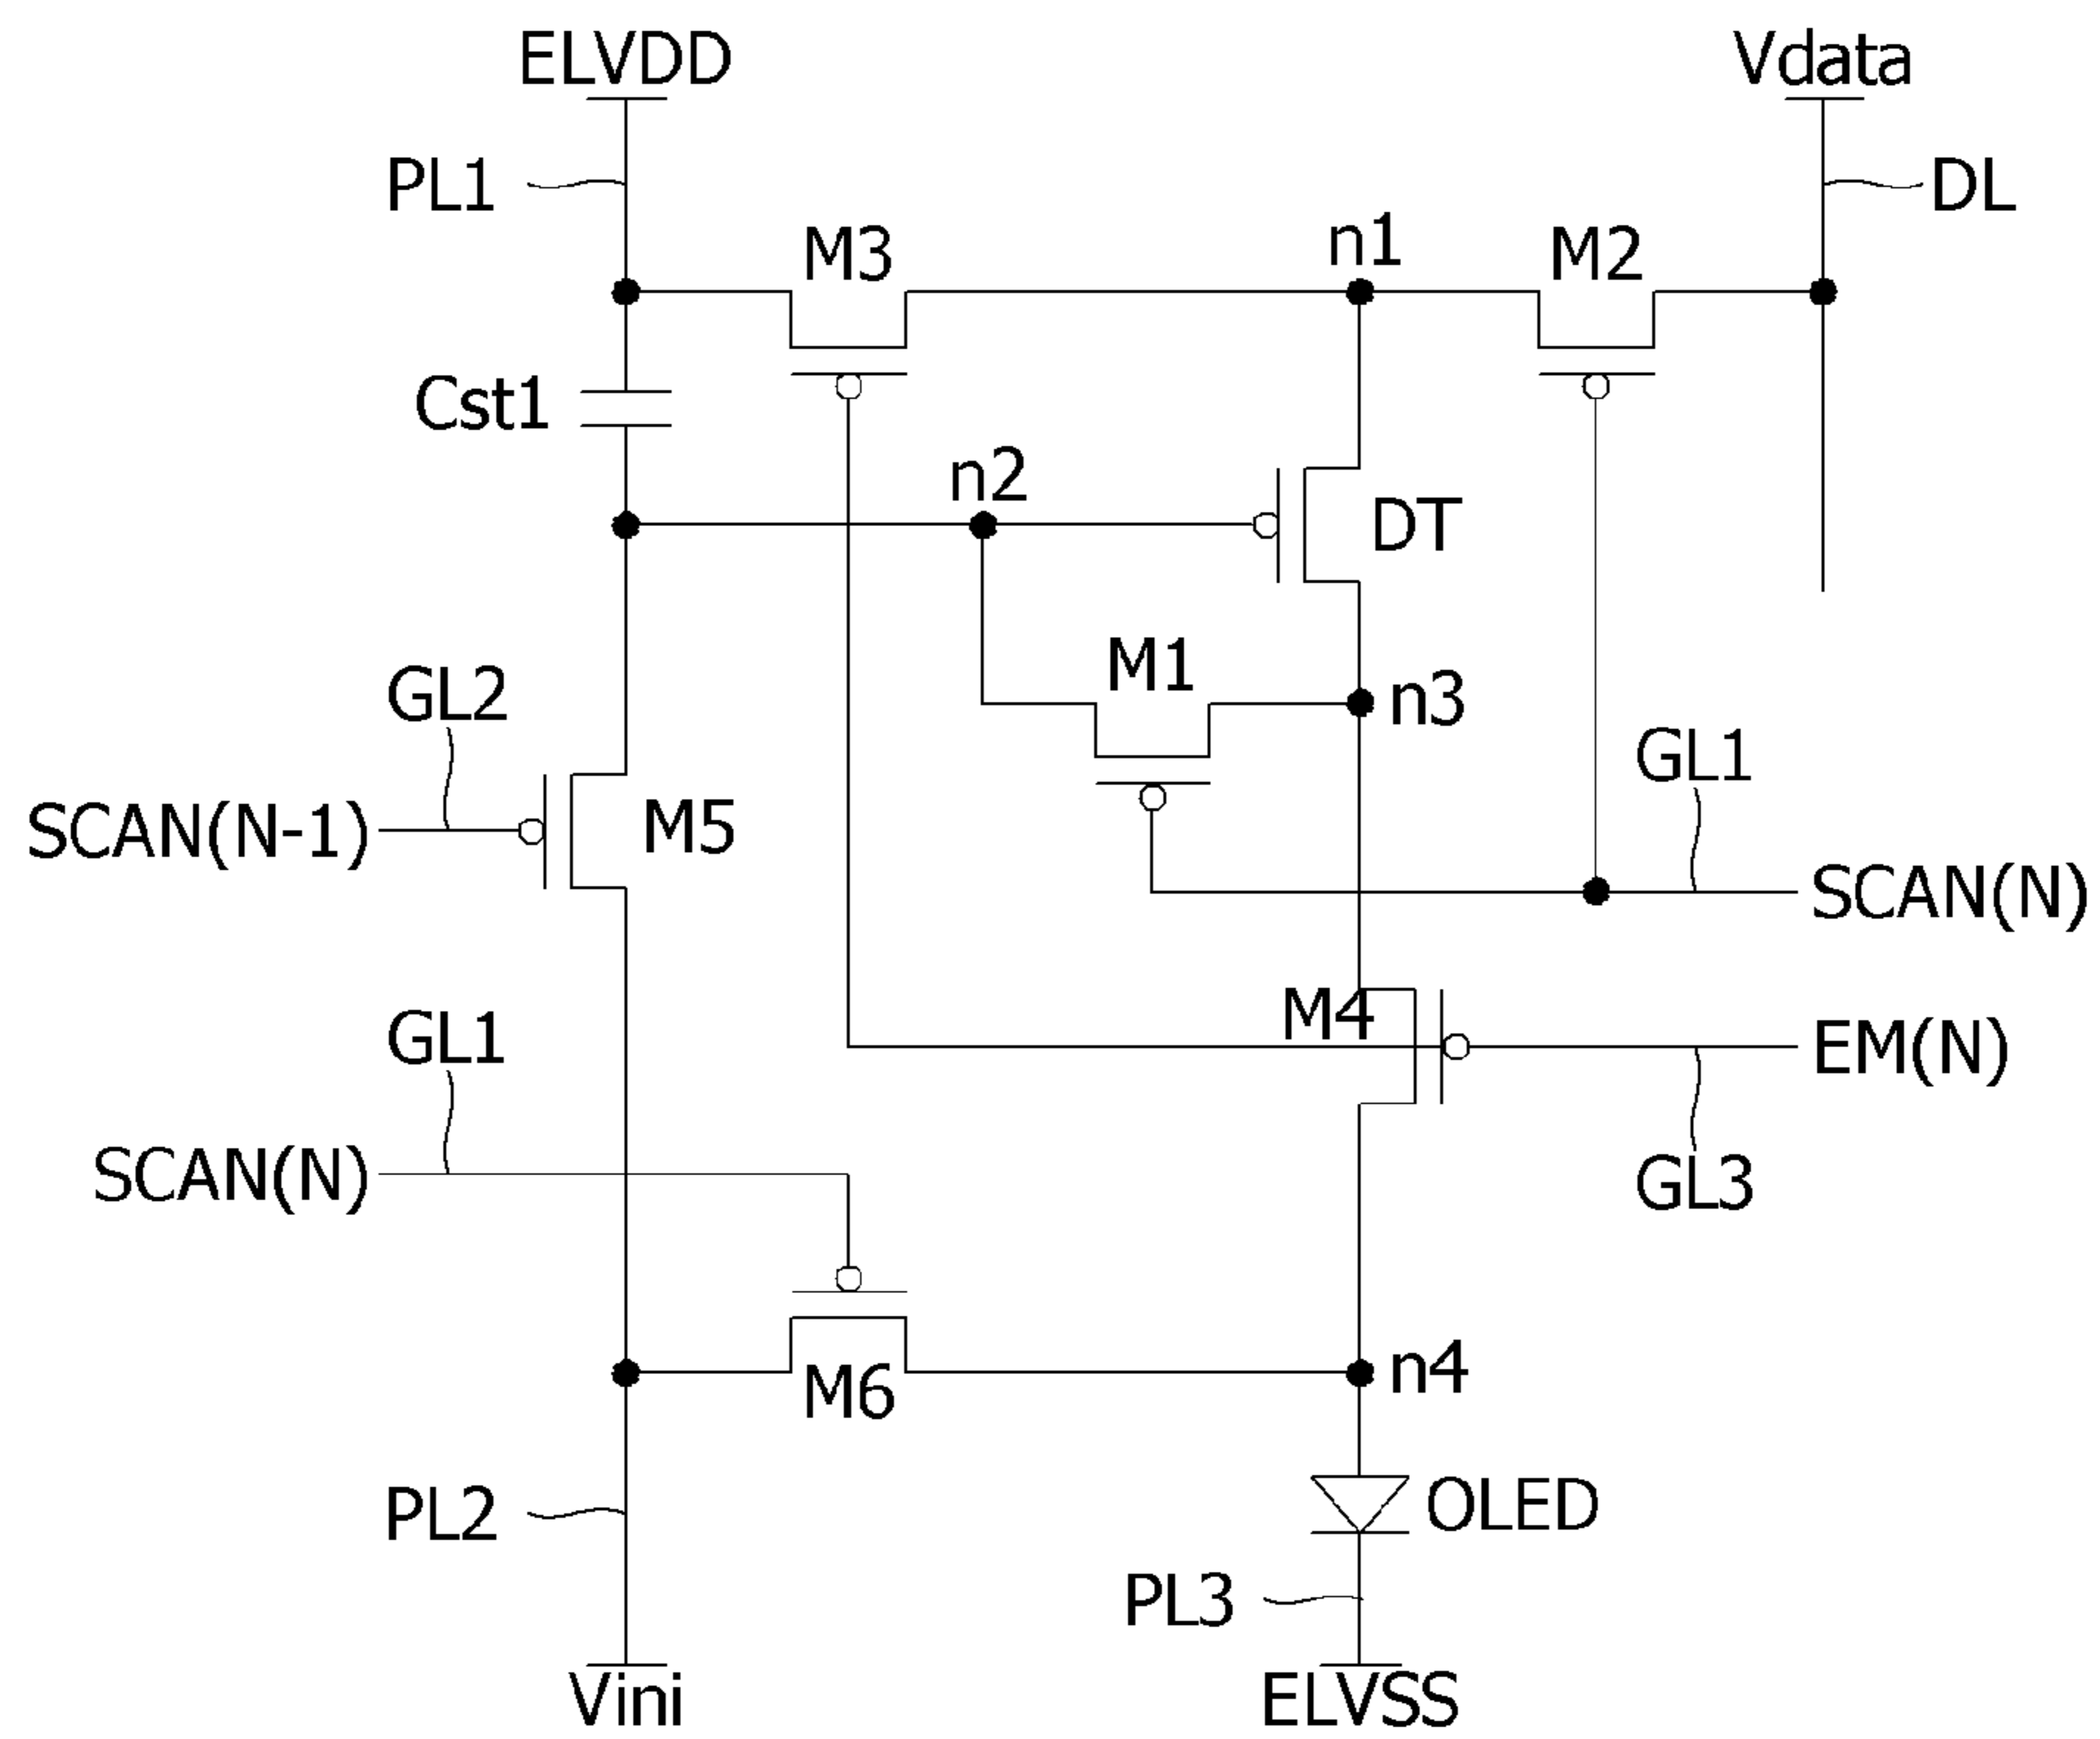 ELVDD
Vdata
PL1
DL
M3
n1
M2
Cst1
n2
DT
M1
n3
GL2
GL1
SCAN(N-1)
M5
SCAN(N)
M4
GL1
EM(N)
SCAN(N)
GL3
M6
n4
PL2
OLED
PL3
Vini
ELVSS